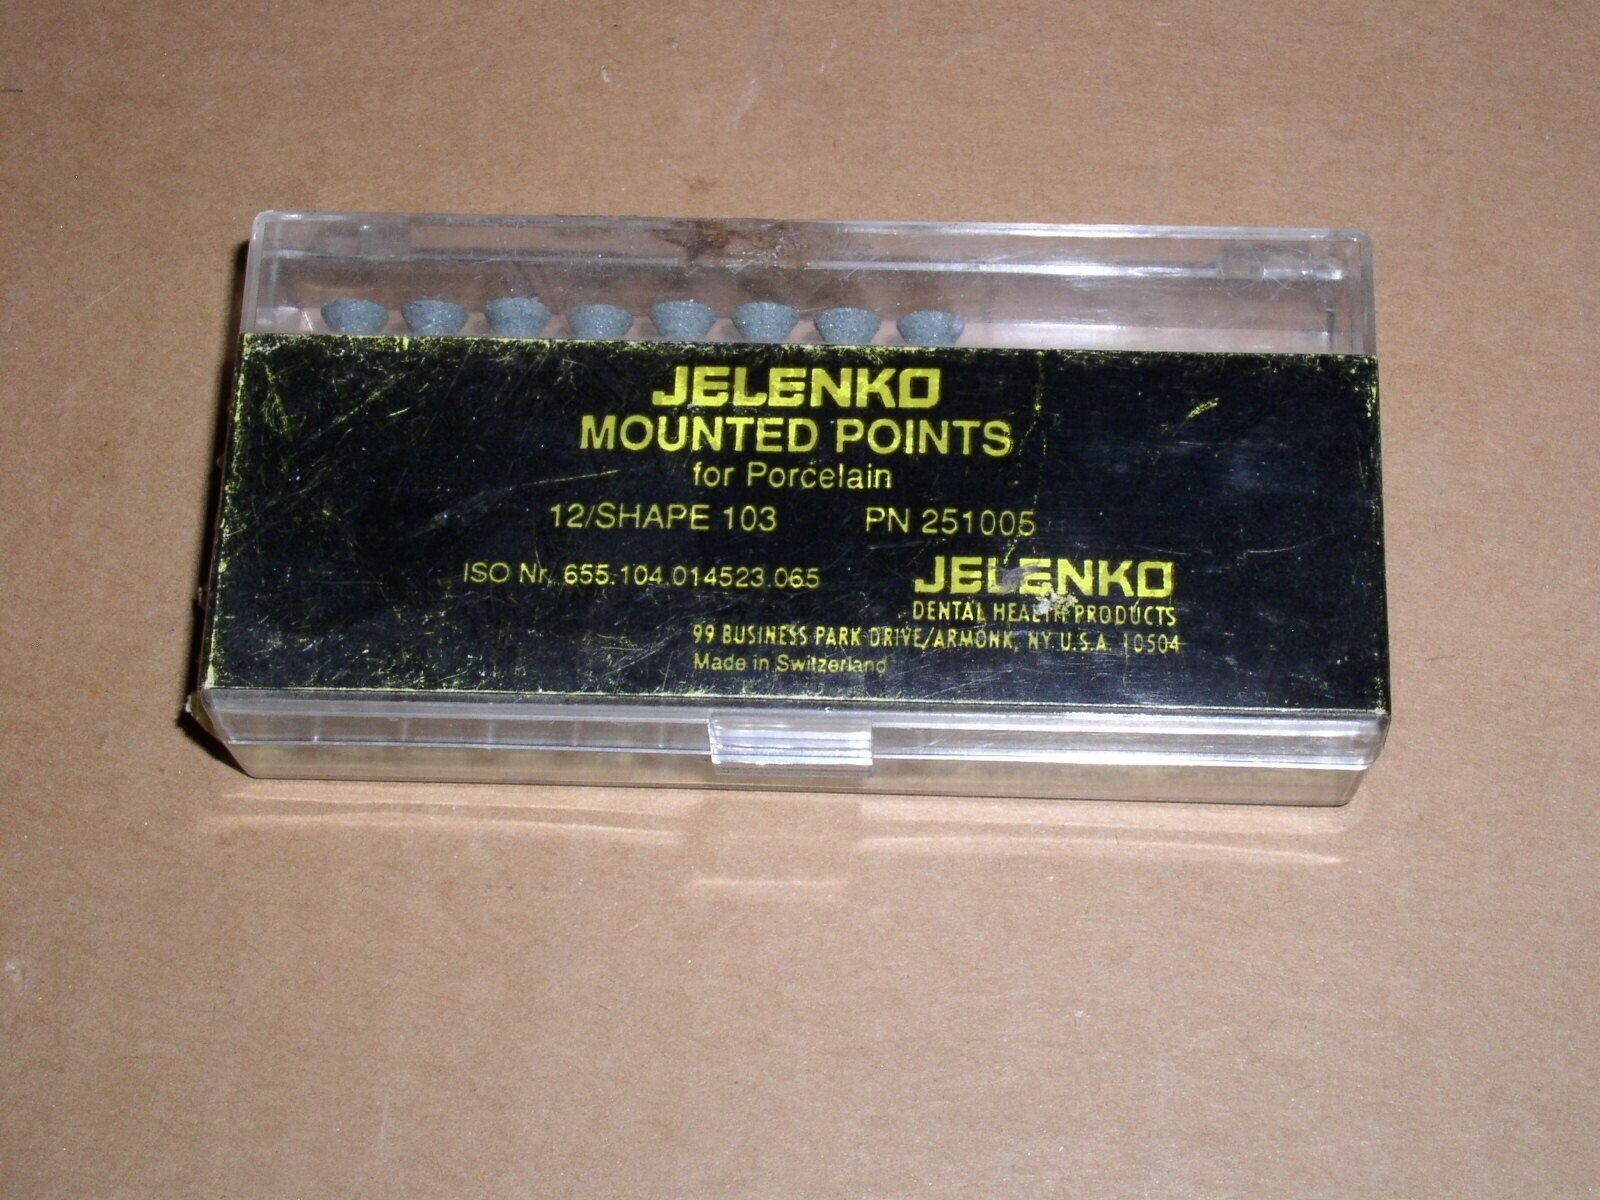 JELENKO
MOUNTED POINTS
for Porcelain
12/SHAPE 103 PN 251005
ISO Nr. 655.104.014523.065
JELENKO
DENTAL HEALTH PRODUCTS
99 BUSINESS PARK DRIVE/ARMONK, NY U.S.A. 10504
Made in Switzerland